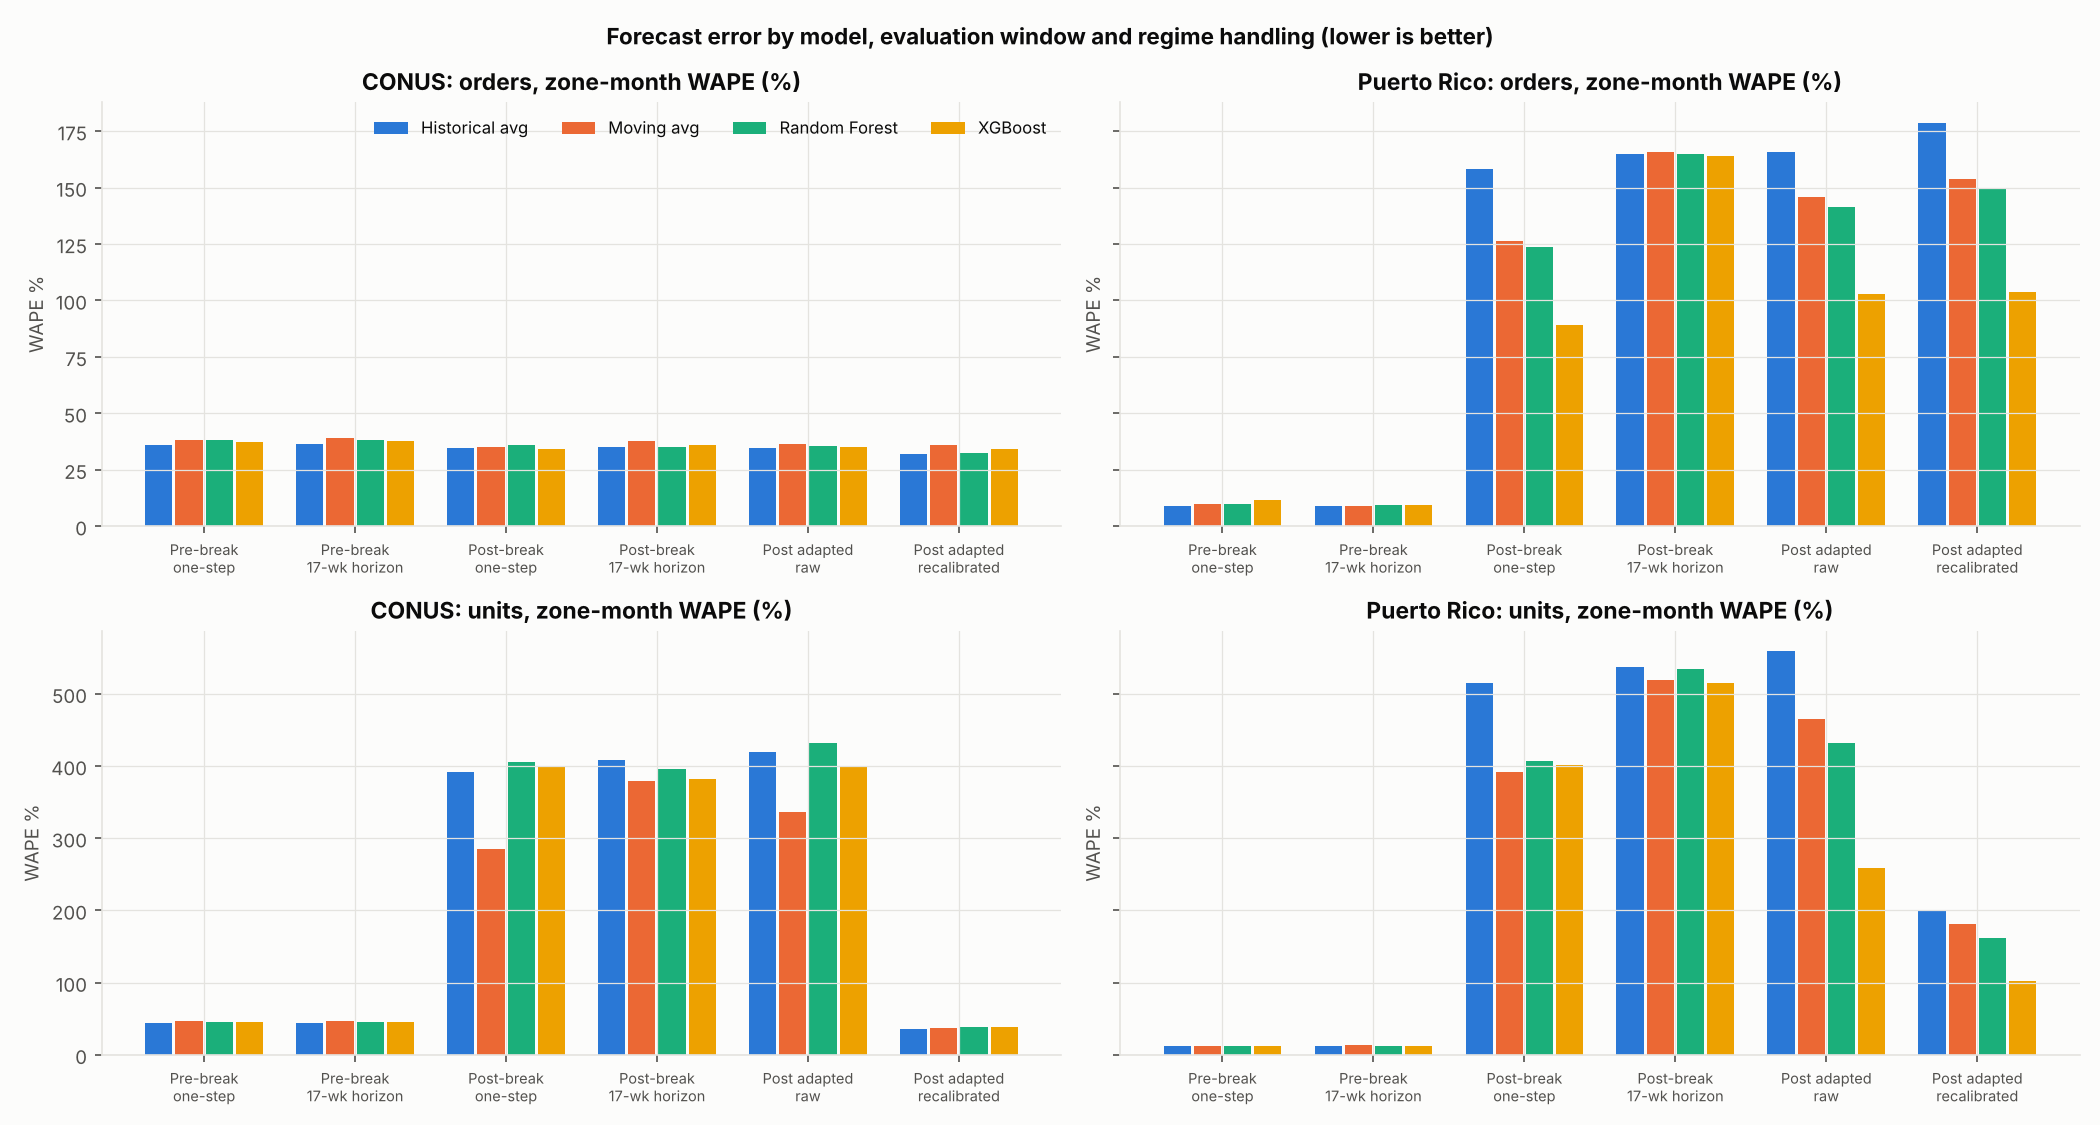 Forecast error by model, evaluation window and regime handling (lower is better)
CONUS: orders, zone-month WAPE (%)
Historical avg Moving avg Random Forest XGBoost
WAPE %
175
150
125
100
75
50
25
0
Pre-break one-step
Pre-break 17-wk horizon
Post-break one-step
Post-break 17-wk horizon
Post adapted raw
Post adapted recalibrated
Puerto Rico: orders, zone-month WAPE (%)
WAPE %
Pre-break one-step
Pre-break 17-wk horizon
Post-break one-step
Post-break 17-wk horizon
Post adapted raw
Post adapted recalibrated
CONUS: units, zone-month WAPE (%)
WAPE %
500
400
300
200
100
0
Pre-break one-step
Pre-break 17-wk horizon
Post-break one-step
Post-break 17-wk horizon
Post adapted raw
Post adapted recalibrated
Puerto Rico: units, zone-month WAPE (%)
WAPE %
Pre-break one-step
Pre-break 17-wk horizon
Post-break one-step
Post-break 17-wk horizon
Post adapted raw
Post adapted recalibrated